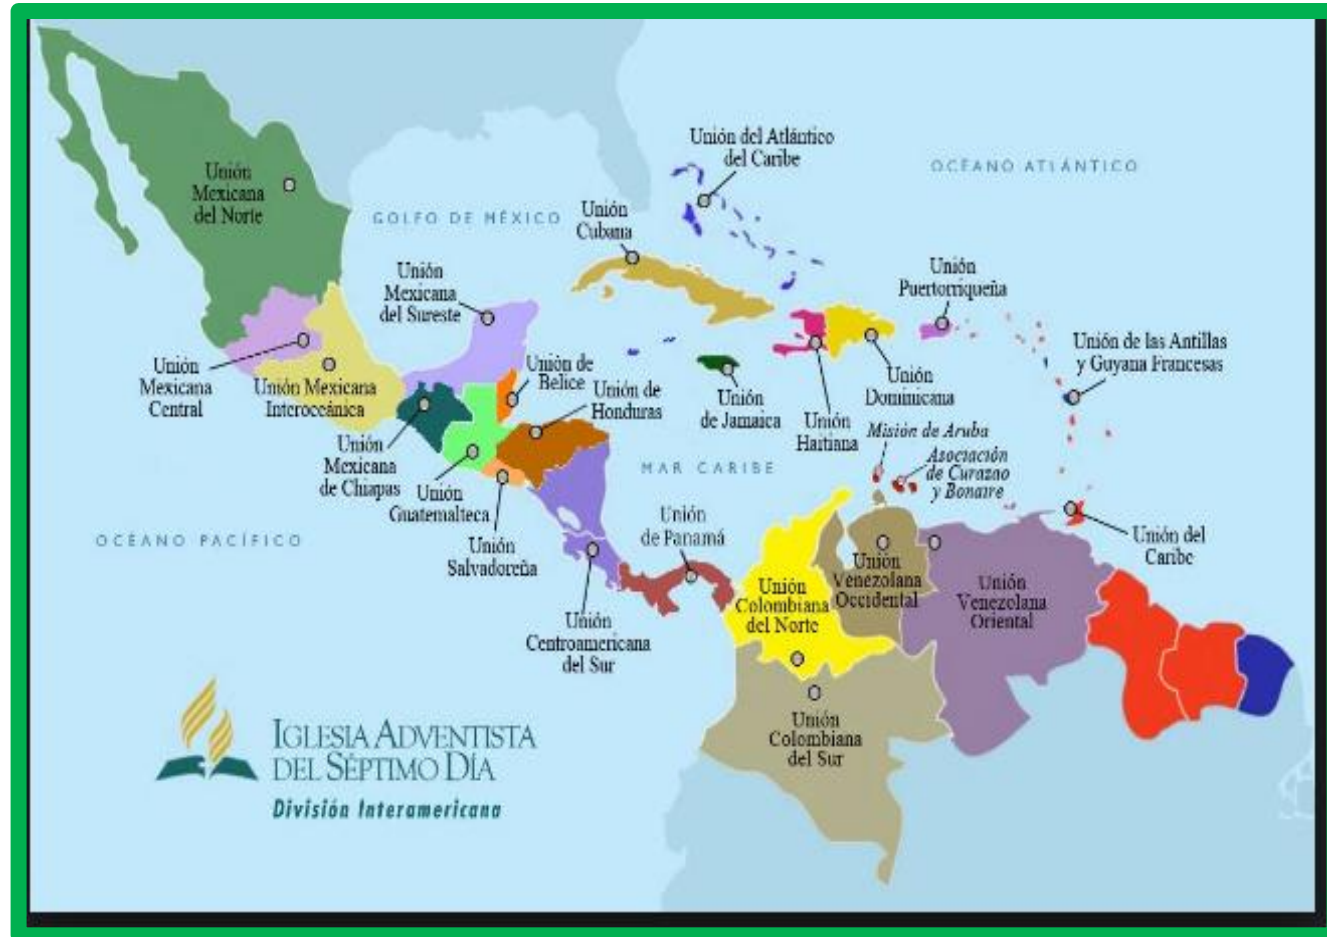 Unión del Atlántico
del Caribe
OCÉANO ATLÁNTICO
Unión
Mexicana
del Norte
GOLFO DE MÉXICO
Unión
Cubana
Unión
Mexicana
del Sureste
Unión
Puertorriqueña
Unión de las Antillas
y Guyana Francesas
Unión
Mexicana
Central
Unión Mexicana
Interoceánica
Unión de
Belice
Unión de
Honduras
Unión
de Jamaica
Unión
Dominicana
Unión
Haitiana
Misión de Aruba
Asociación
de Curazao
y Bonaire
Unión
Mexicana
de Chiapas
Unión
Guatemalteca
MAR CARIBE
OCÉANO PACÍFICO
Unión
Salvadoreña
Unión
de Panamá
Unión del
Caribe
Unión
Venezolana
Occidental
Unión
Colombiana
del Norte
Unión
Venezolana
Oriental
Unión
Centroamericana
del Sur
Unión
Colombiana
del Sur
IGLESIA ADVENTISTA
DEL SÉPTIMO DÍA
División Interamericana